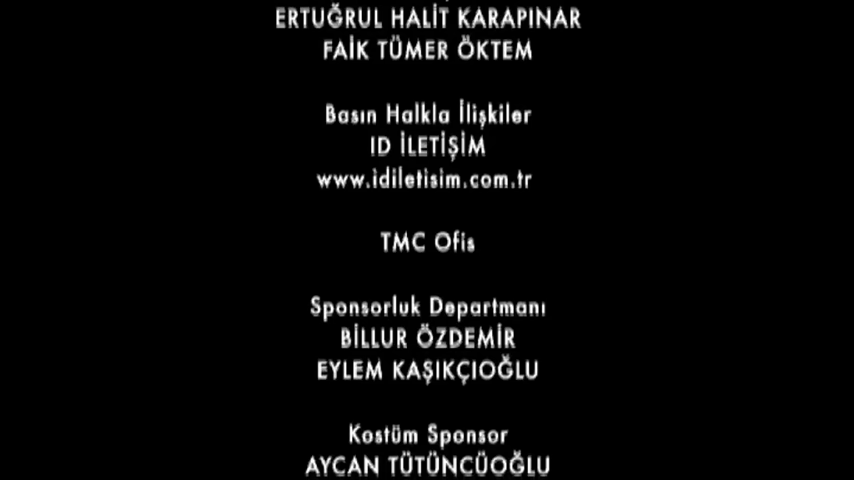 ERTUĞRUL HALİT KARAPINAR
FAİK TÜMER ÖKTEM
Basın Halkla İlişkiler
ID İLETİŞİM
www.idiletisim.com.tr
TMC Ofis
Sponsorluk Departmanı
BİLLUR ÖZDEMİR
EYLEM KAŞIKÇIOĞLU
Kostüm Sponsor
AYCAN TÜTÜNCÜOĞLU